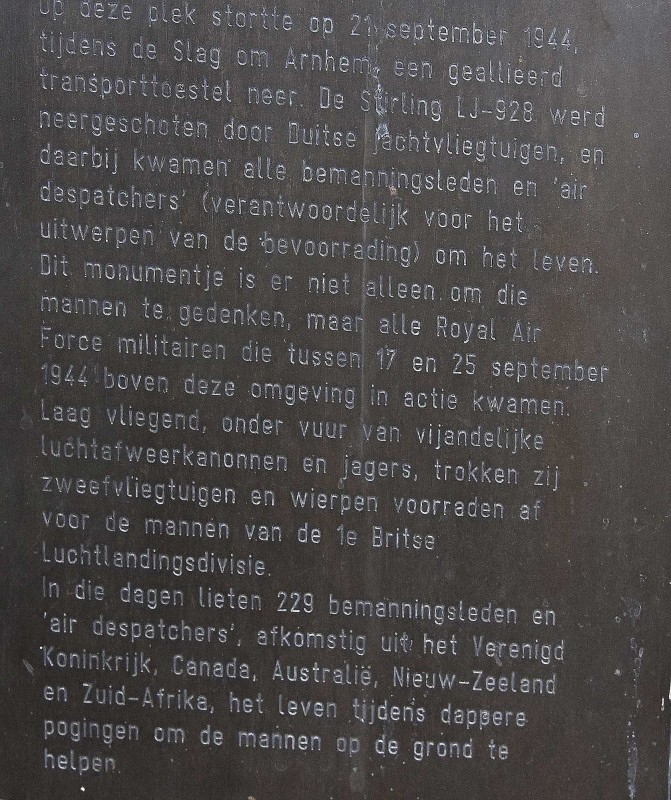 op deze plek stortte op 21 september 1944,
tijdens de Slag om Arnhem, een geallieerd
transporttoestel neer. De Stirling LJ-928 werd
neergeschoten door Duitse jachtvliegtuigen, en
daarbij kwamen alle bemanningsleden en 'air
despatchers' (verantwoordelijk voor het
uitwerpen van de bevoorrading) om het leven.
Dit monumentje is er niet alleen om die
mannen te gedenken, maar alle Royal Air
Force militairen die tussen 17 en 25 september
1944 boven deze omgeving in actie kwamen.
Laag vliegend, onder vuur van vijandelijke
luchtafweerkanonnen en jagers, trokken zij
zweefvliegtuigen en wierpen voorraden af
voor de mannen van de 1e Britse
Luchtlandingsdivisie.
In die dagen lieten 229 bemanningsleden en
'air despatchers', afkomstig uit het Verenigd
Koninkrijk, Canada, Australië, Nieuw-Zeeland
en Zuid-Afrika, het leven tijdens dappere
pogingen om de mannen op de grond te
helpen.